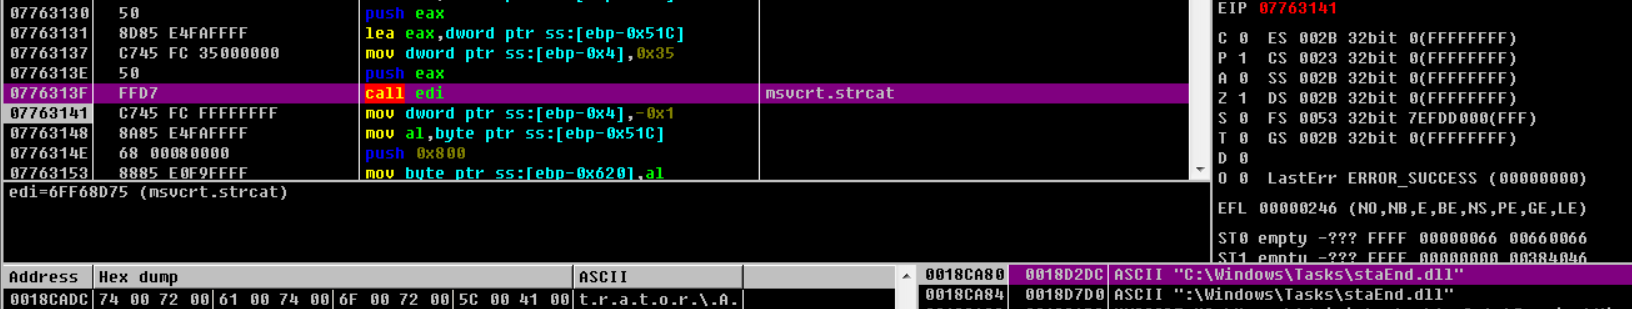 07763130 50 push eax
07763131 8D85 E4FAFFFF lea eax,dword ptr ss:[ebp-0x51C]
07763137 C745 FC 35000000 mov dword ptr ss:[ebp-0x4],0x35
0776313E 50 push eax
0776313F FFD7 call edi msvcrt.strcat
07763141 C745 FC FFFFFFFF mov dword ptr ss:[ebp-0x4],-0x1
07763148 8A85 E4FAFFFF mov al,byte ptr ss:[ebp-0x51C]
0776314E 68 00080000 push 0x800
07763153 8885 E0F9FFFF mov byte ptr ss:[ebp-0x620],al
edi=6FF68D75 (msvcrt.strcat)
EIP 07763141
C 0 ES 002B 32bit 0(FFFFFFFF)
P 1 CS 0023 32bit 0(FFFFFFFF)
A 0 SS 002B 32bit 0(FFFFFFFF)
Z 1 DS 002B 32bit 0(FFFFFFFF)
S 0 FS 0053 32bit 7EFDD000(FFF)
T 0 GS 002B 32bit 0(FFFFFFFF)
D 0
O 0 LastErr ERROR_SUCCESS (00000000)
EFL 00000246 (NO,NB,E,BE,NS,PE,GE,LE)
ST0 empty -??? FFFF 00000066 00660066
ST1 empty -??? FFFF 00000000 00384046
Address Hex dump ASCII
0018CADC 74 00 72 00 61 00 74 00 6F 00 72 00 5C 00 41 00 t.r.a.t.o.r.\.A.
0018CA80 0018D2DC ASCII "C:\Windows\Tasks\staEnd.dll"
0018CA84 0018D7D0 ASCII ":\Windows\Tasks\staEnd.dll"